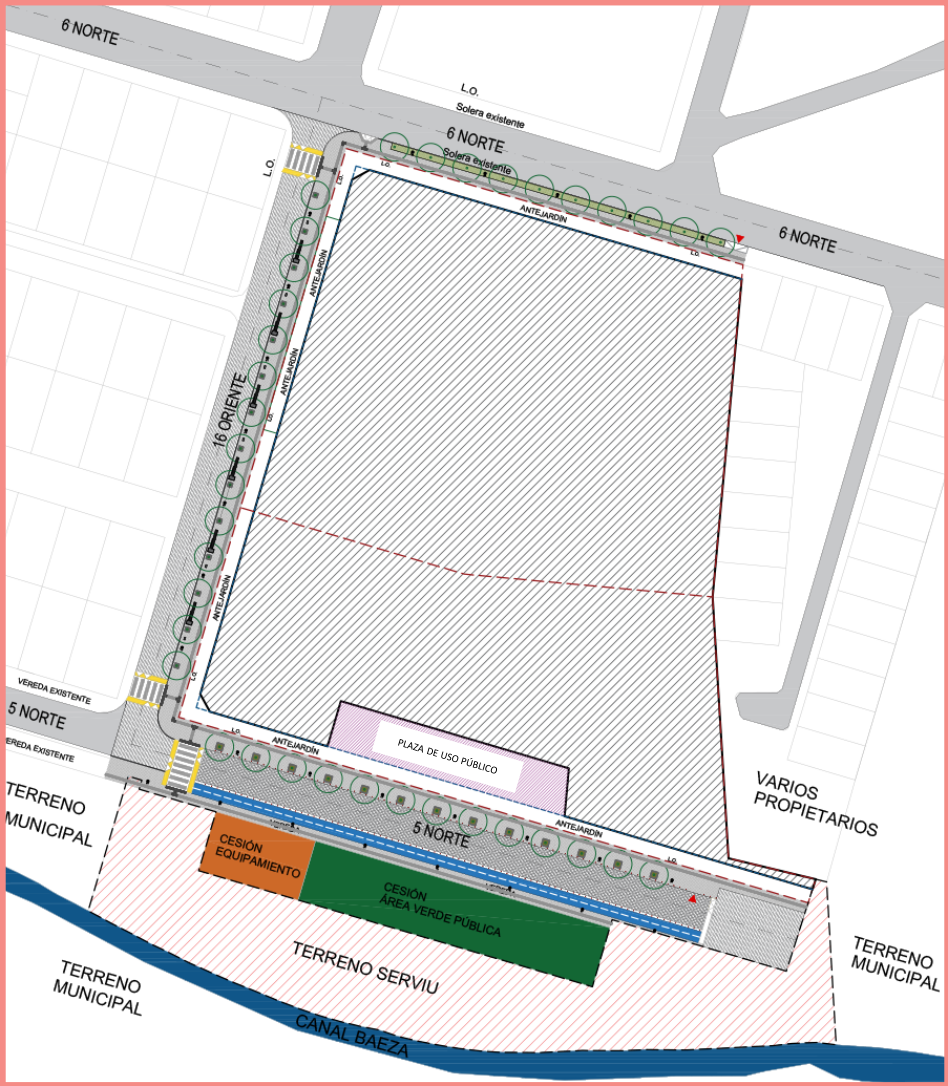 6 NORTE
L.O.
Solera existente
6 NORTE
Solera existente
L.O.
L.O.
L.O.
ANTEJARDÍN
6 NORTE
L.O.
ANTEJARDÍN
ANTEJARDÍN
16 ORIENTE
L.O.
ANTEJARDÍN
L.O.
VEREDA EXISTENTE
5 NORTE
EREDA EXISTENTE
L.O.
ANTEJARDÍN
PLAZA DE USO PÚBLICO
ANTEJARDÍN
L.O.
5 NORTE
VEREDA
VEREDA
VARIOS
PROPIETARIOS
TERRENO
MUNICIPAL
CESIÓN
EQUIPAMIENTO
CESIÓN
ÁREA VERDE PÚBLICA
TERRENO SERVIU
TERRENO
MUNICIPAL
TERRENO
MUNICIPAL
CANAL BAEZA